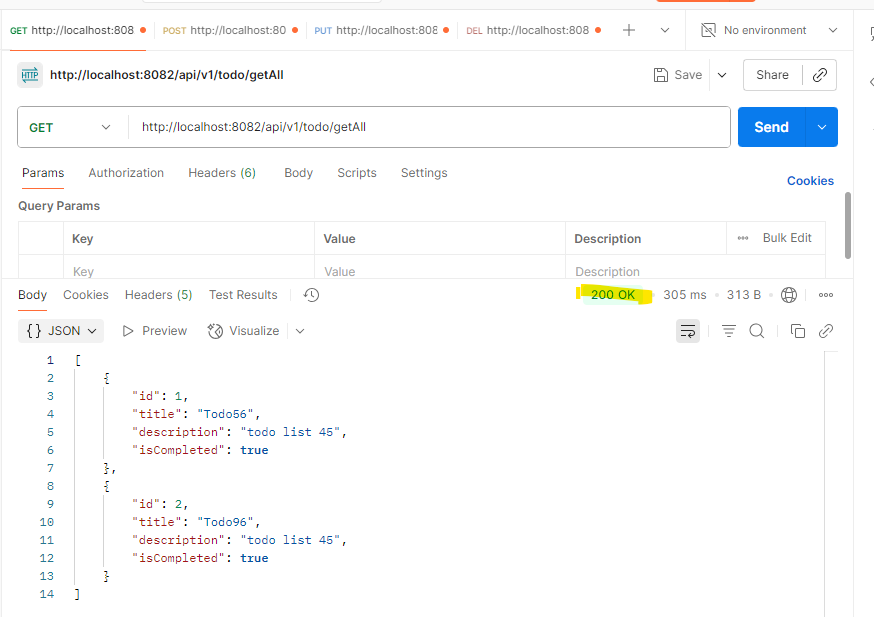 GET http://localhost:808 POST http://localhost:80 PUT http://localhost:808 DEL http://localhost:808 No environment
HTTP http://localhost:8082/api/v1/todo/getAll Save Share
GET http://localhost:8082/api/v1/todo/getAll Send
Params Authorization Headers (6) Body Scripts Settings Cookies
Query Params
Key Value Description Bulk Edit
Key Value Description
Body Cookies Headers (5) Test Results 200 OK 305 ms 313 B
{} JSON Preview Visualize
1 [
2 {
3 "id": 1,
4 "title": "Todo56",
5 "description": "todo list 45",
6 "isCompleted": true
7 },
8 {
9 "id": 2,
10 "title": "Todo96",
11 "description": "todo list 45",
12 "isCompleted": true
13 }
14 ]